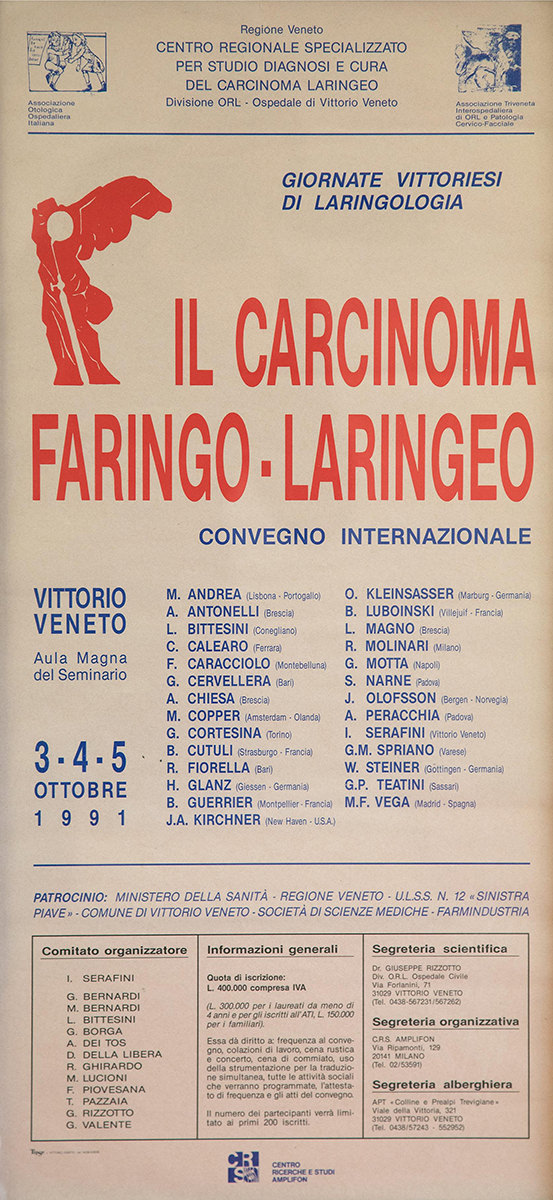 Regione Veneto
CENTRO REGIONALE SPECIALIZZATO
PER STUDIO DIAGNOSI E CURA
DEL CARCINOMA LARINGEO
Divisione ORL - Ospedale di Vittorio Veneto
Associazione
Otologica
Ospedaliera
Italiana
Associazione Triveneta
Interospedaliera
di ORL e Patologia
Cervico-Facciale
GIORNATE VITTORIESI
DI LARINGOLOGIA
IL CARCINOMA
FARINGO - LARINGEO
CONVEGNO INTERNAZIONALE
VITTORIO
VENETO
Aula Magna
del Seminario
3 - 4 - 5
OTTOBRE
1991
M. ANDREA (Lisbona - Portogallo)
A. ANTONELLI (Brescia)
L. BITTESINI (Conegliano)
C. CALEARO (Ferrara)
F. CARACCIOLO (Montebelluna)
G. CERVELLERA (Bari)
A. CHIESA (Brescia)
M. COPPER (Amsterdam - Olanda)
G. CORTESINA (Torino)
B. CUTULI (Strasburgo - Francia)
R. FIORELLA (Bari)
H. GLANZ (Giessen - Germania)
B. GUERRIER (Montpellier - Francia)
J.A. KIRCHNER (New Haven - U.S.A.)
O. KLEINSASSER (Marburg - Germania)
B. LUBOINSKI (Villejuif - Francia)
L. MAGNO (Brescia)
R. MOLINARI (Milano)
G. MOTTA (Napoli)
S. NARNE (Padova)
J. OLOFSSON (Bergen - Norvegia)
A. PERACCHIA (Padova)
I. SERAFINI (Vittorio Veneto)
G.M. SPRIANO (Varese)
W. STEINER (Göttingen - Germania)
G.P. TEATINI (Sassari)
M.F. VEGA (Madrid - Spagna)
PATROCINIO: MINISTERO DELLA SANITÀ - REGIONE VENETO - U.L.S.S. N. 12 «SINISTRA
PIAVE» - COMUNE DI VITTORIO VENETO - SOCIETÀ DI SCIENZE MEDICHE - FARMINDUSTRIA
Comitato organizzatore
I. SERAFINI
G. BERNARDI
M. BERNARDI
L. BITTESINI
G. BORGA
A. DEI TOS
D. DELLA LIBERA
R. GHIRARDO
M. LUCIONI
F. PIOVESANA
T. PAZZAIA
G. RIZZOTTO
G. VALENTE
Informazioni generali
Quota di iscrizione:
L. 400.000 compresa IVA
(L. 300.000 per i laureati da meno di
4 anni e per gli iscritti all'ATI, L. 150.000
per i familiari).
Essa dà diritto a: frequenza al conve-
gno, colazioni di lavoro, cena rustica
e concerto, cena di commiato, uso
della strumentazione per la traduzio-
ne simultanea, tutte le attività sociali
che verranno programmate, l'attesta-
to di frequenza e gli atti del convegno.
Il numero dei partecipanti verrà limi-
tato ai primi 200 iscritti.
Segreteria scientifica
Dr. GIUSEPPE RIZZOTTO
Div. O.R.L. Ospedale Civile
Via Forlanini, 71
31029 VITTORIO VENETO
(Tel. 0438-567231/567262)
Segreteria organizzativa
C.R.S. AMPLIFON
Via Ripamonti, 129
20141 MILANO
(Tel. 02/53591)
Segreteria alberghiera
APT «Colline e Prealpi Trevigiane»
Viale della Vittoria, 321
31029 VITTORIO VENETO
(Tel. 0438/57243 - 552952)
CRS
CENTRO
RICERCHE E STUDI
AMPLIFON